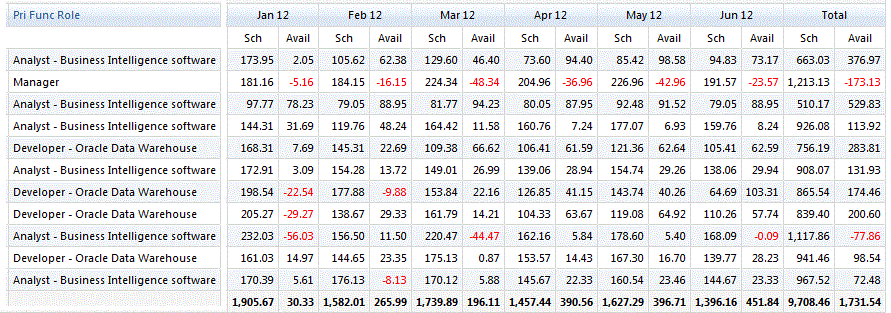 Pri Func Role Jan 12 Feb 12 Mar 12 Apr 12 May 12 Jun 12 Total
Sch Avail Sch Avail Sch Avail Sch Avail Sch Avail Sch Avail Sch Avail
Analyst - Business Intelligence software 173.95 2.05 105.62 62.38 129.60 46.40 73.60 94.40 85.42 98.58 94.83 73.17 663.03 376.97
Manager 181.16 -5.16 184.15 -16.15 224.34 -48.34 204.96 -36.96 226.96 -42.96 191.57 -23.57 1,213.13 -173.13
Analyst - Business Intelligence software 97.77 78.23 79.05 88.95 81.77 94.23 80.05 87.95 92.48 91.52 79.05 88.95 510.17 529.83
Analyst - Business Intelligence software 144.31 31.69 119.76 48.24 164.42 11.58 160.76 7.24 177.07 6.93 159.76 8.24 926.08 113.92
Developer - Oracle Data Warehouse 168.31 7.69 145.31 22.69 109.38 66.62 106.41 61.59 121.36 62.64 105.41 62.59 756.19 283.81
Analyst - Business Intelligence software 172.91 3.09 154.28 13.72 149.01 26.99 139.06 28.94 154.74 29.26 138.06 29.94 908.07 131.93
Developer - Oracle Data Warehouse 198.54 -22.54 177.88 -9.88 153.84 22.16 126.85 41.15 143.74 40.26 64.69 103.31 865.54 174.46
Developer - Oracle Data Warehouse 205.27 -29.27 138.67 29.33 161.79 14.21 104.33 63.67 119.08 64.92 110.26 57.74 839.40 200.60
Analyst - Business Intelligence software 232.03 -56.03 156.50 11.50 220.47 -44.47 162.16 5.84 178.60 5.40 168.09 -0.09 1,117.86 -77.86
Developer - Oracle Data Warehouse 161.03 14.97 144.65 23.35 175.13 0.87 153.57 14.43 167.30 16.70 139.77 28.23 941.46 98.54
Analyst - Business Intelligence software 170.39 5.61 176.13 -8.13 170.12 5.88 145.67 22.33 160.54 23.46 144.67 23.33 967.52 72.48
1,905.67 30.33 1,582.01 265.99 1,739.89 196.11 1,457.44 390.56 1,627.29 396.71 1,396.16 451.84 9,708.46 1,731.54